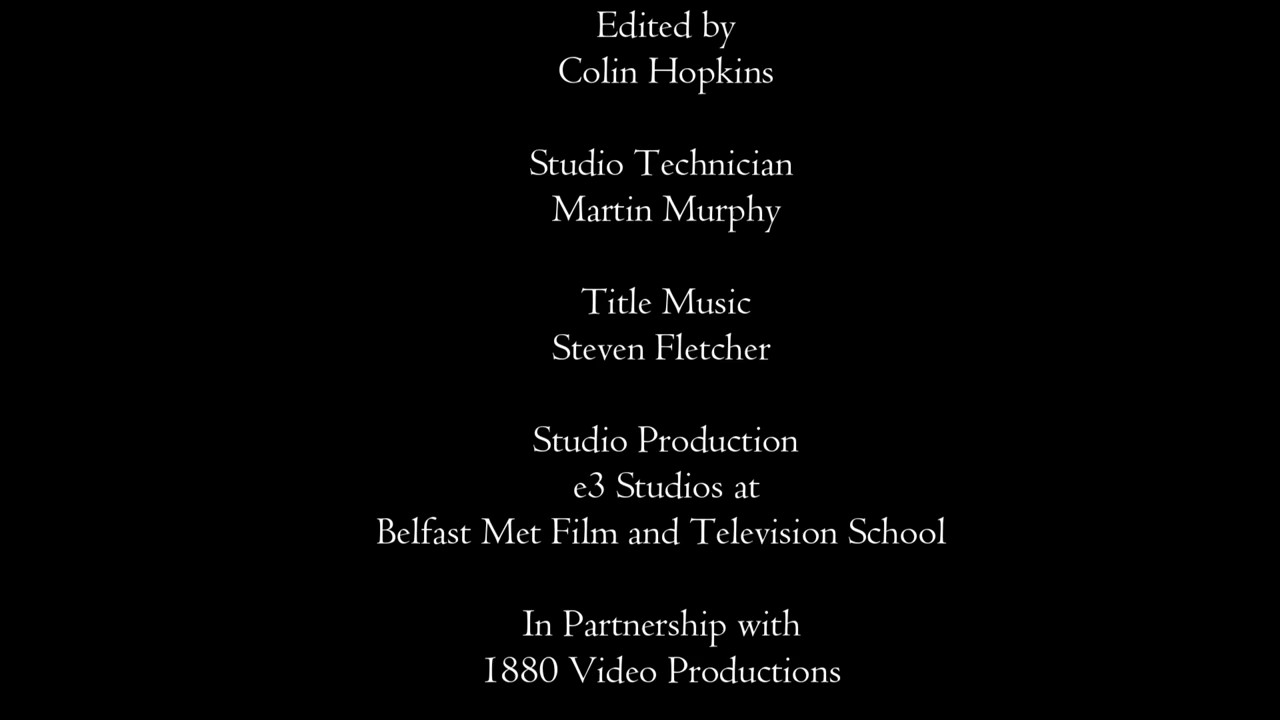 Edited by
Colin Hopkins
Studio Technician
Martin Murphy
Title Music
Steven Fletcher
Studio Production
e3 Studios at
Belfast Met Film and Television School
In Partnership with
1880 Video Productions